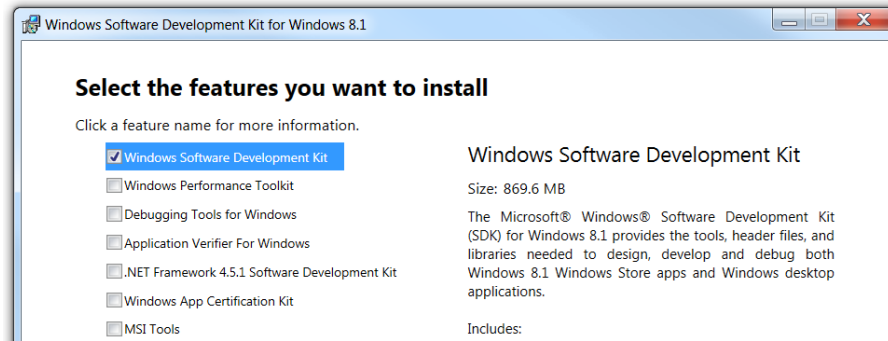 Windows Software Development Kit for Windows 8.1
Select the features you want to install
Click a feature name for more information.
Windows Software Development Kit
Windows Performance Toolkit
Debugging Tools for Windows
Application Verifier For Windows
.NET Framework 4.5.1 Software Development Kit
Windows App Certification Kit
MSI Tools
Windows Software Development Kit
Size: 869.6 MB
The Microsoft® Windows® Software Development Kit
(SDK) for Windows 8.1 provides the tools, header files, and
libraries needed to design, develop and debug both
Windows 8.1 Windows Store apps and Windows desktop
applications.
Includes: